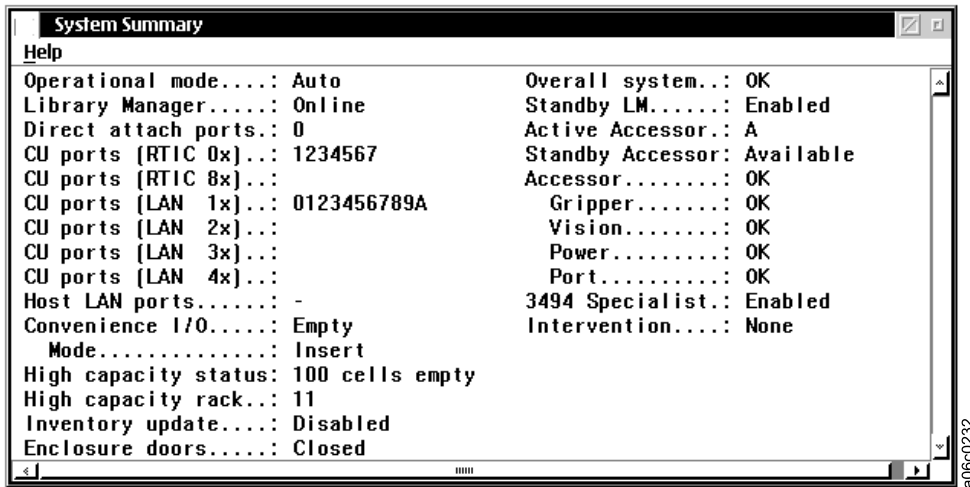 System Summary
Help
Operational mode....: Auto Overall system..: OK
Library Manager.....: Online Standby LM......: Enabled
Direct attach ports.: 0 Active Accessor.: A
CU ports (RTIC 0x)..: 1234567 Standby Accessor: Available
CU ports (RTIC 8x)..: Accessor........: OK
CU ports (LAN 1x)..: 0123456789A Gripper.......: OK
CU ports (LAN 2x)..: Vision........: OK
CU ports (LAN 3x)..: Power.........: OK
CU ports (LAN 4x)..: Port..........: OK
Host LAN ports......: - 3494 Specialist.: Enabled
Convenience I/O.....: Empty Intervention....: None
Mode..............: Insert
High capacity status: 100 cells empty
High capacity rack..: 11
Inventory update....: Disabled
Enclosure doors.....: Closed
a06c0232